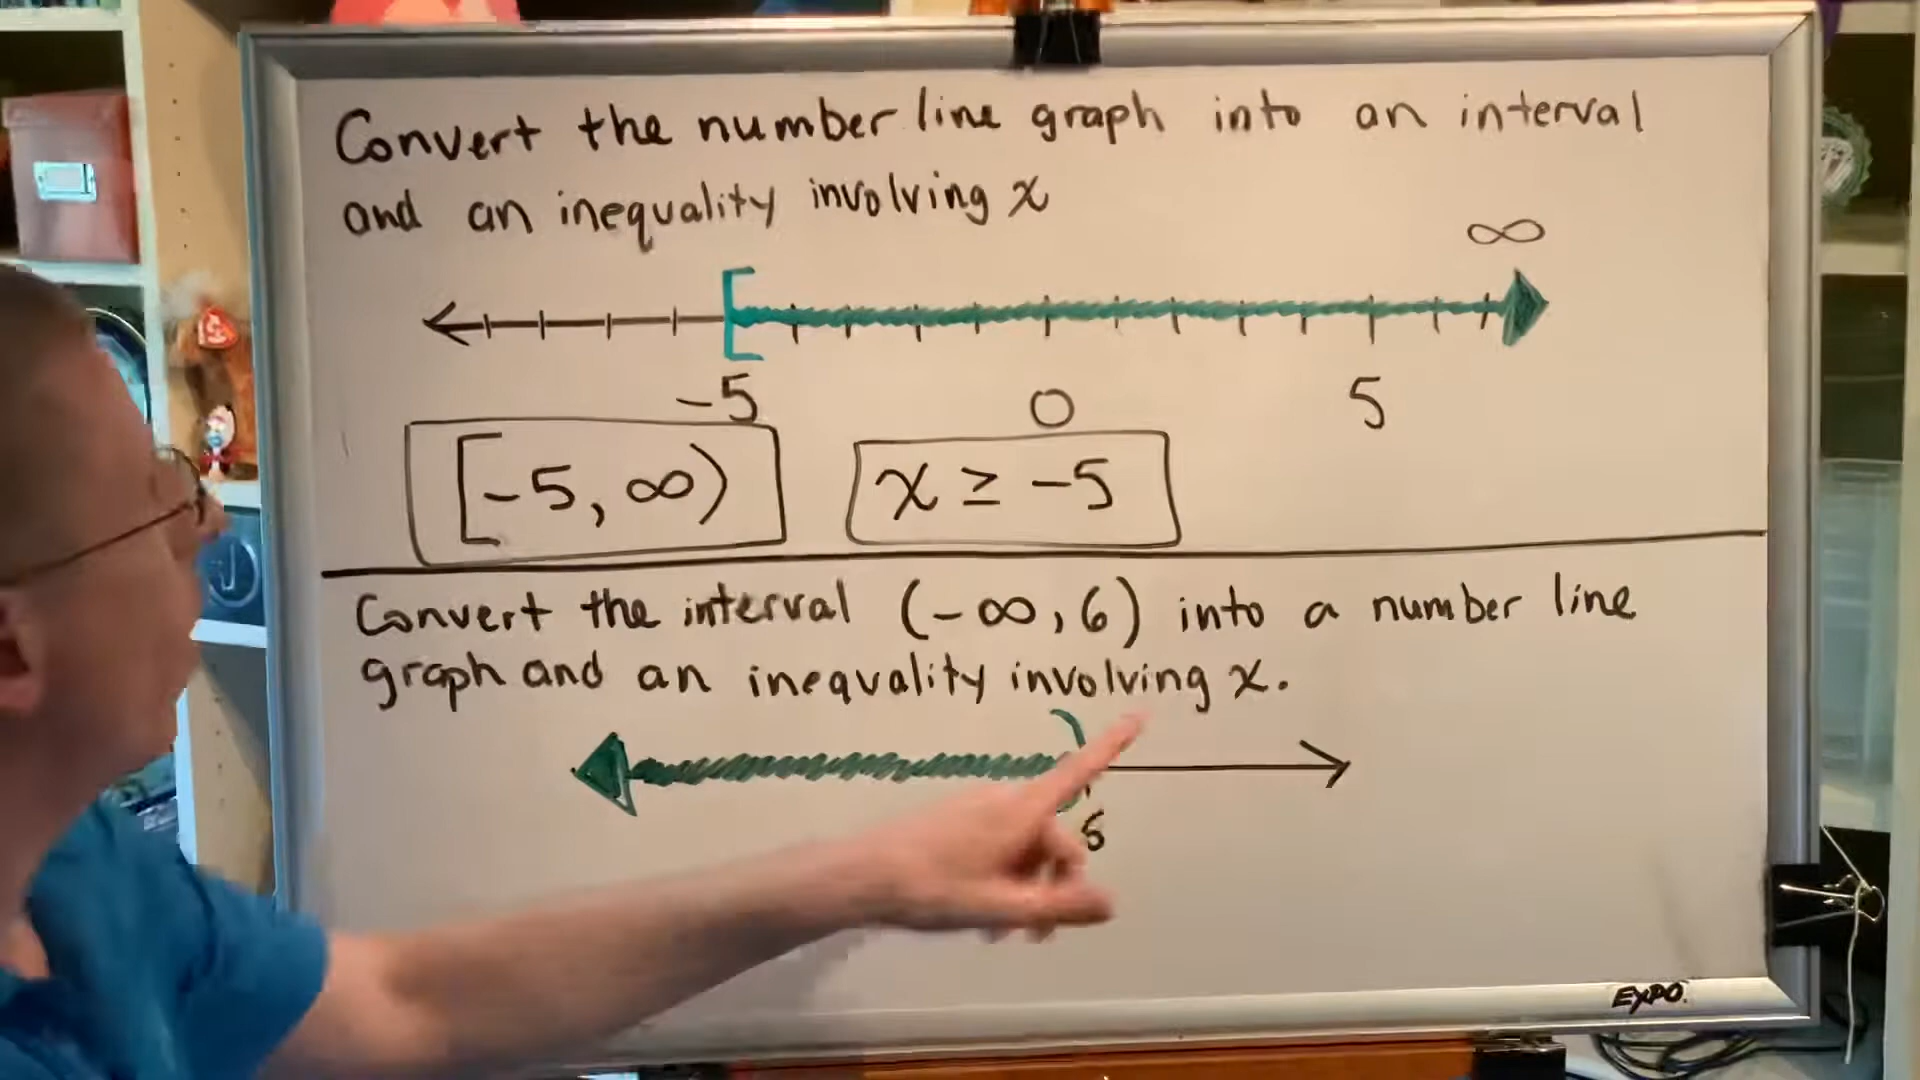 Convert the number line graph into an interval
and an inequality involving x
∞
-5 0 5
[-5, ∞) x ≥ -5
Convert the interval (-∞, 6) into a number line
graph and an inequality involving x.
EXPO